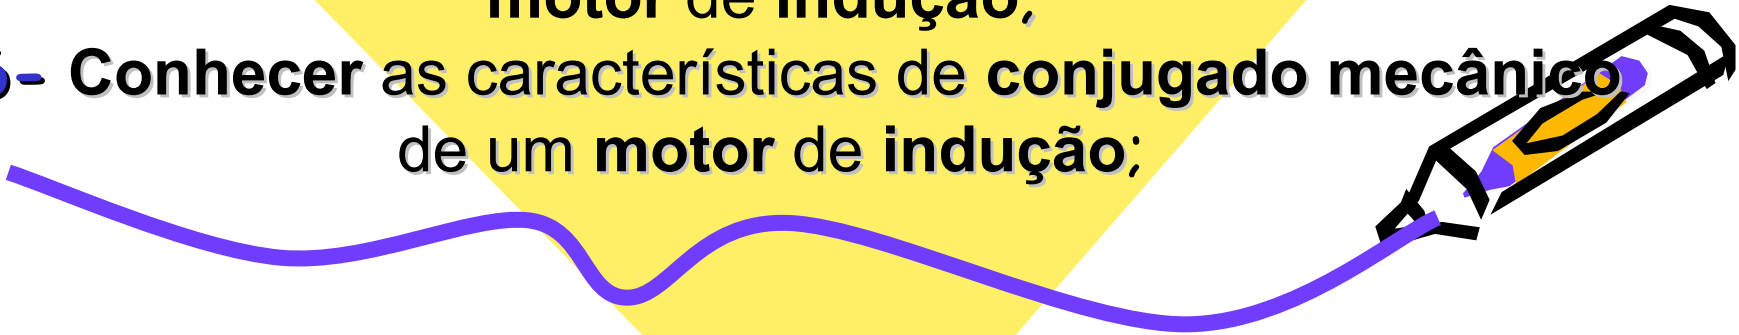 motor de indução;
- Conhecer as características de conjugado mecânico
de um motor de indução;